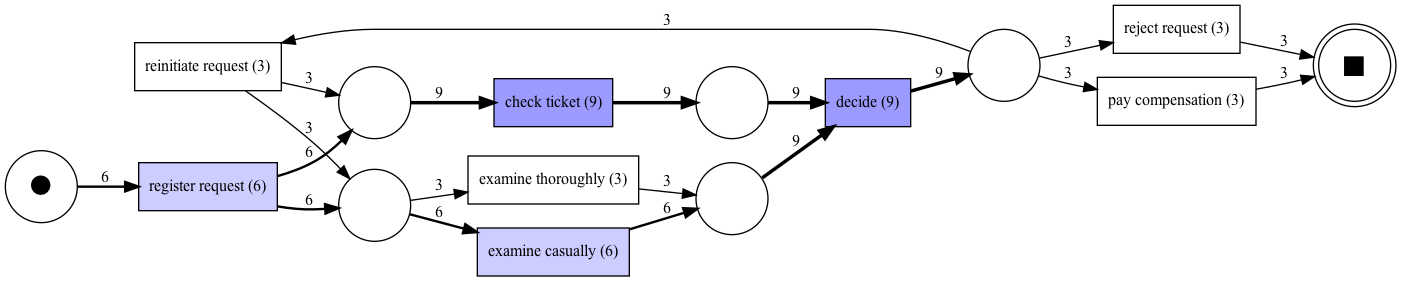 3
reject request (3)
3
3
reinitiate request (3)
3
9
check ticket (9)
9
9
decide (9)
9
3
pay compensation (3)
3
3
6
6
register request (6)
6
3
examine thoroughly (3)
3
9
6
examine casually (6)
6